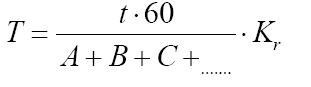 T = t · 60 / A + B + C + ....... · K_r